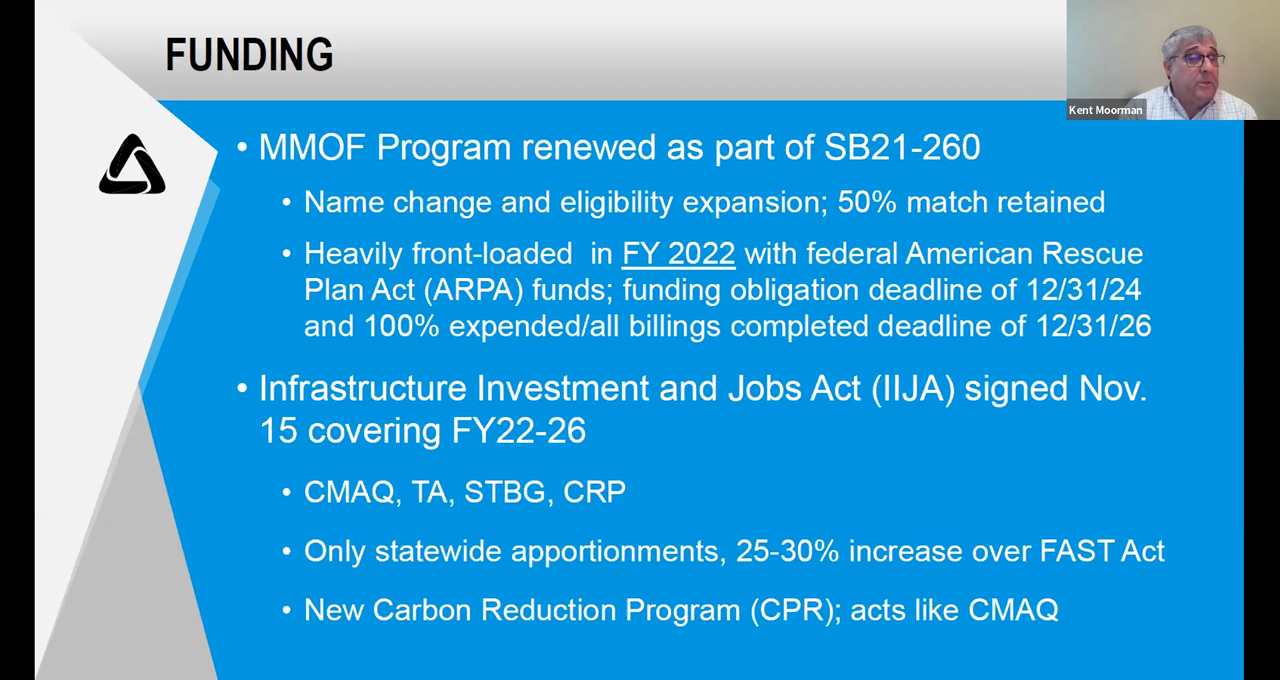 FUNDING
Kent Moorman
• MMOF Program renewed as part of SB21-260
• Name change and eligibility expansion; 50% match retained
• Heavily front-loaded in FY 2022 with federal American Rescue
Plan Act (ARPA) funds; funding obligation deadline of 12/31/24
and 100% expended/all billings completed deadline of 12/31/26
• Infrastructure Investment and Jobs Act (IIJA) signed Nov.
15 covering FY22-26
• CMAQ, TA, STBG, CRP
• Only statewide apportionments, 25-30% increase over FAST Act
• New Carbon Reduction Program (CPR); acts like CMAQ